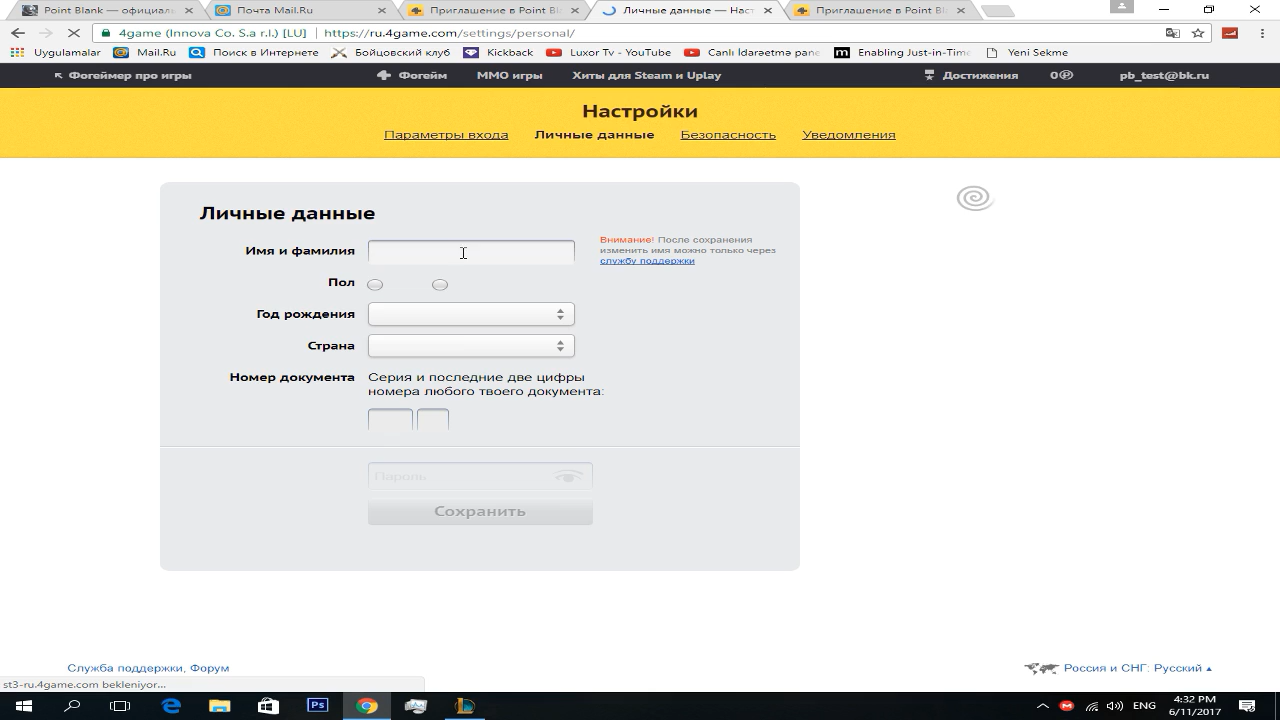 Point Blank — официаль
Почта Mail.Ru
Приглашение в Point Bl
Личные данные — Наст
Приглашение в Point Bl
4game (Innova Co. S.a r.l.) [LU]
https://ru.4game.com/settings/personal/
Uygulamalar
Mail.Ru
Поиск в Интернете
Бойцовский клуб
Kickback
Luxor Tv - YouTube
Canlı İdaraetma pane
Enabling Just-in-Time
Yeni Sekme
Фогеймер про игры
Фогейм
ММО игры
Хиты для Steam и Uplay
Достижения
0
pb_test@bk.ru
Настройки
Параметры входа
Личные данные
Безопасность
Уведомления
Личные данные
Имя и фамилия
Внимание! После сохранения
изменить имя можно только через
службу поддержки
Пол
Год рождения
Страна
Номер документа
Серия и последние две цифры
номера любого твоего документа:
Пароль
Сохранить
Служба поддержки, Форум
Россия и СНГ: Русский
st3-ru.4game.com bekleniyor...
Ps
ENG
4:32 PM
6/11/2017